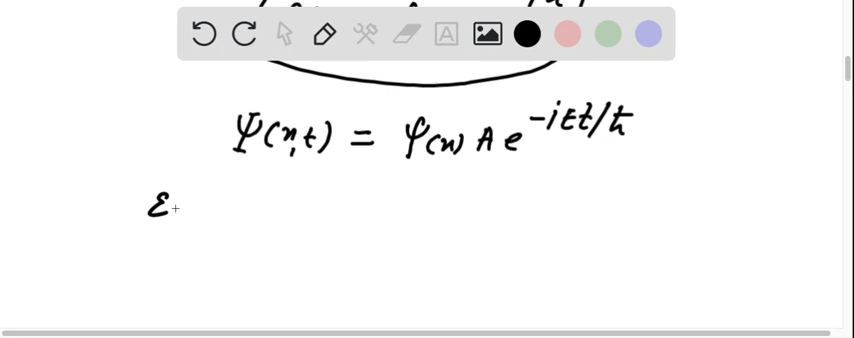 Ψ(x,t) = φ(x) A e^{-iEt/ħ}
ε